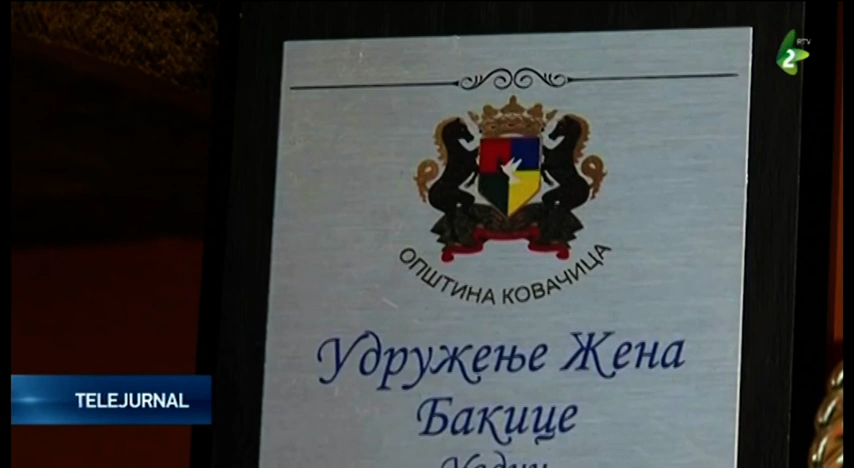 RTV
2
ОПШТИНА КОВАЧИЦА
Удружење Жена
Бакице
TELEJURNAL